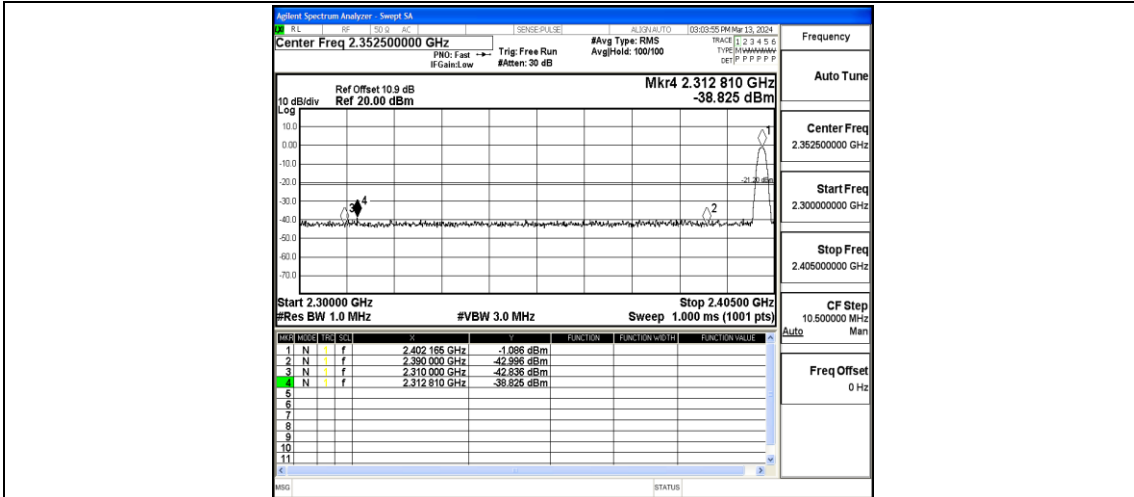 Agilent Spectrum Analyzer - Swept SA
RL RF 50 Ω AC SENSE:PULSE ALIGN AUTO 03:03:55 PM Mar 13, 2024
Center Freq 2.352500000 GHz
PNO: Fast
IFGain:Low
Trig: Free Run
#Atten: 30 dB
#Avg Type: RMS
Avg|Hold: 100/100
TRACE 1 2 3 4 5 6
TYPE M
DET P P P P P P
Mkr4 2.312 810 GHz
-38.825 dBm
Ref Offset 10.9 dB
10 dB/div Ref 20.00 dBm
Log
10.0
0.00
-10.0
-20.0
-30.0
-40.0
-50.0
-60.0
-70.0
1
-21.20 dBm
3 4
2
Start 2.30000 GHz Stop 2.40500 GHz
#Res BW 1.0 MHz #VBW 3.0 MHz Sweep 1.000 ms (1001 pts)
MKR MODE TRC SCL X Y FUNCTION FUNCTION WIDTH FUNCTION VALUE
1 N 1 f 2.402 165 GHz -1.086 dBm
2 N 1 f 2.390 000 GHz -42.996 dBm
3 N 1 f 2.310 000 GHz -42.836 dBm
4 N 1 f 2.312 810 GHz -38.825 dBm
5
6
7
8
9
10
11
MSG STATUS
Frequency
Auto Tune
Center Freq
2.352500000 GHz
Start Freq
2.300000000 GHz
Stop Freq
2.405000000 GHz
CF Step
10.500000 MHz
Auto Man
Freq Offset
0 Hz